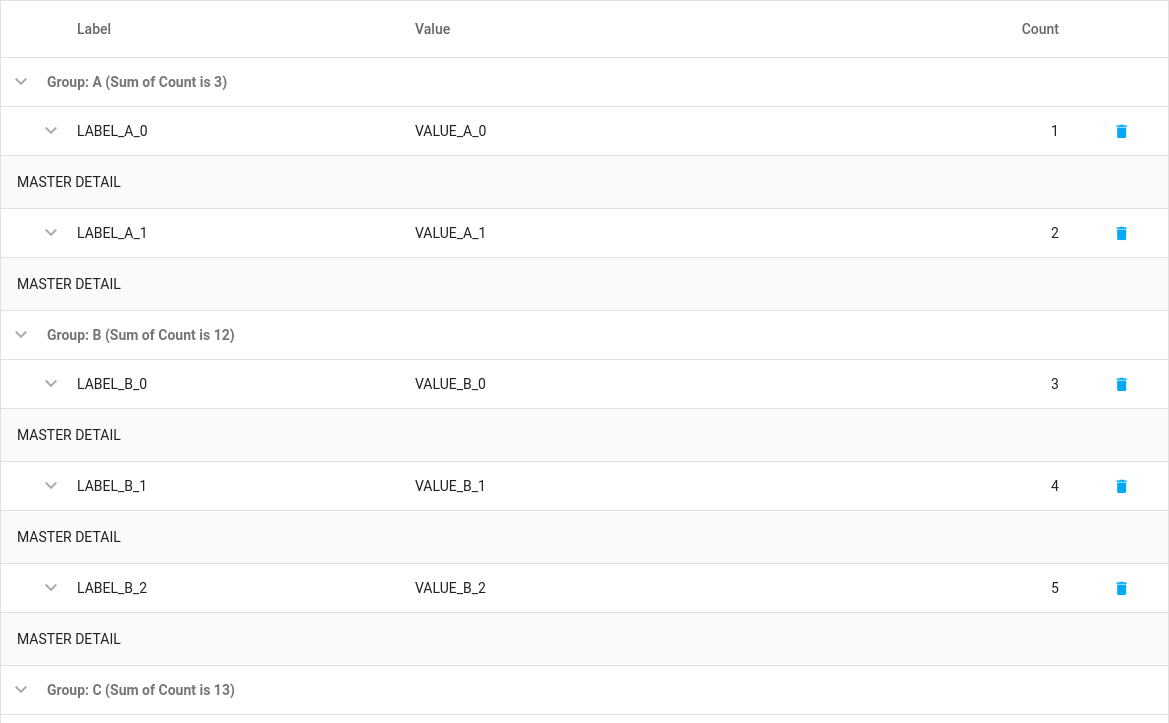 Label Value Count
Group: A (Sum of Count is 3)
LABEL_A_0 VALUE_A_0 1
MASTER DETAIL
LABEL_A_1 VALUE_A_1 2
MASTER DETAIL
Group: B (Sum of Count is 12)
LABEL_B_0 VALUE_B_0 3
MASTER DETAIL
LABEL_B_1 VALUE_B_1 4
MASTER DETAIL
LABEL_B_2 VALUE_B_2 5
MASTER DETAIL
Group: C (Sum of Count is 13)